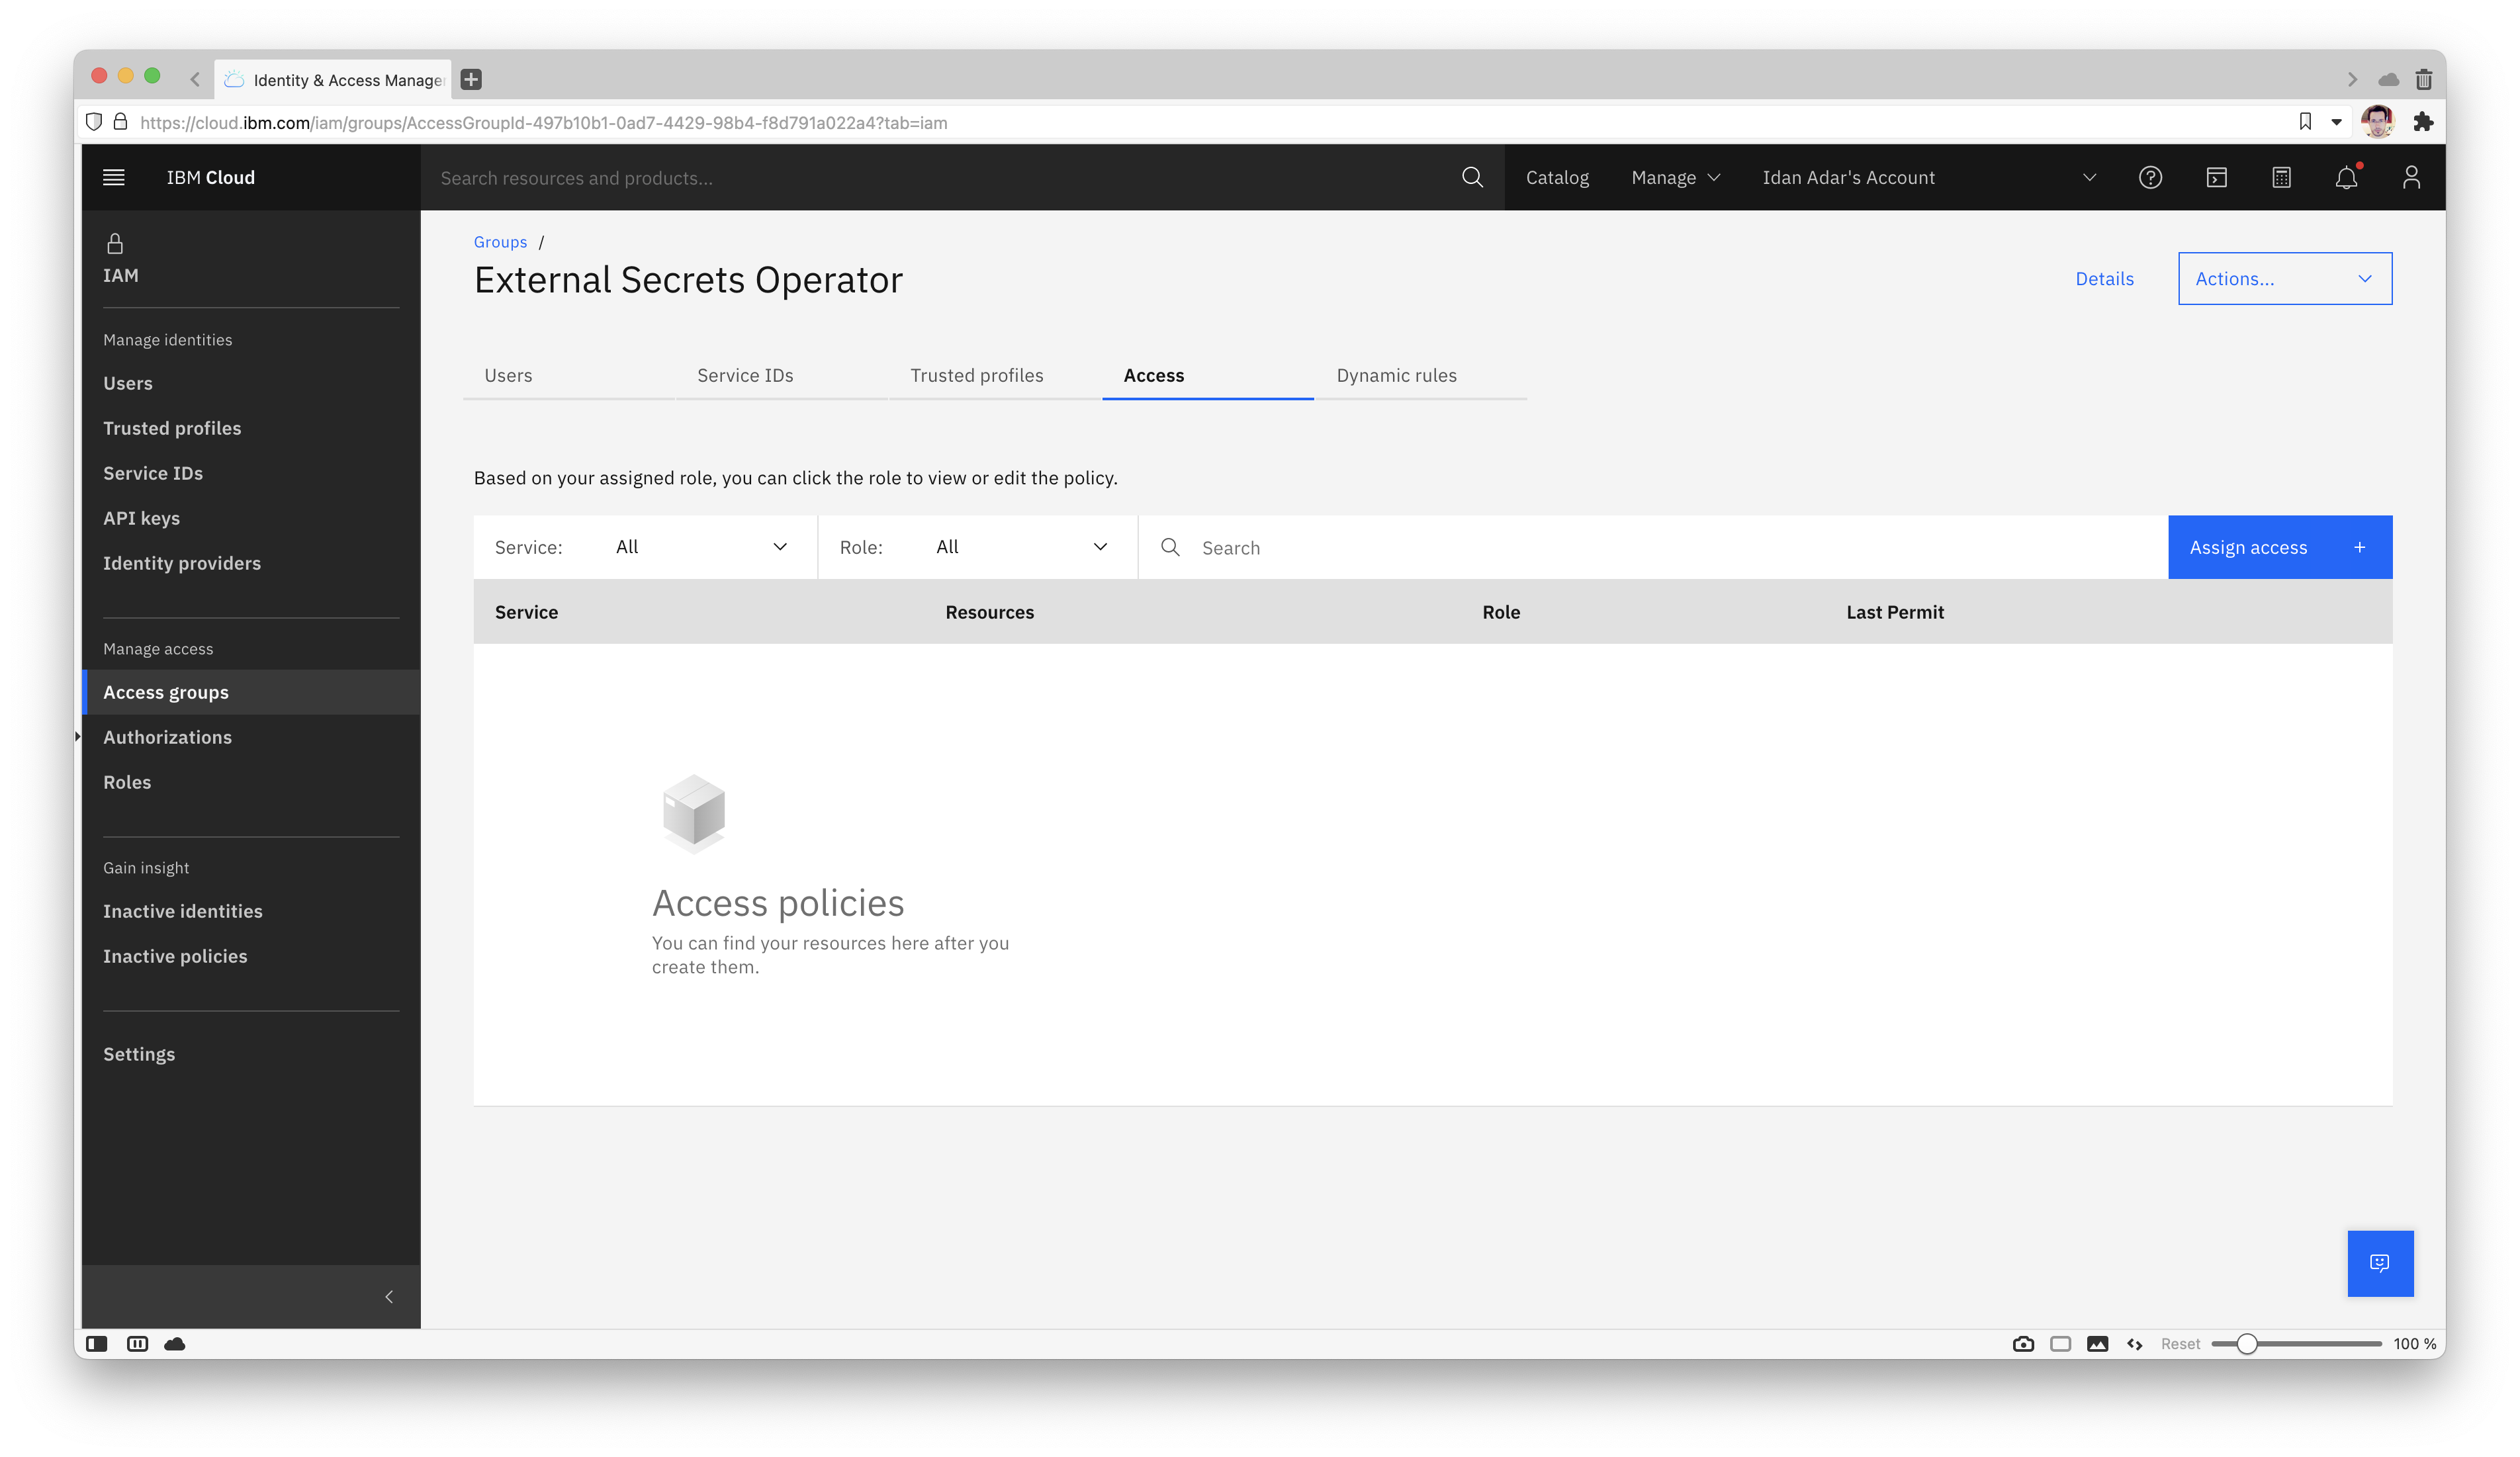 Identity & Access Manage
https://cloud.ibm.com/iam/groups/AccessGroupId-497b10b1-0ad7-4429-98b4-f8d791a022a4?tab=iam
IBM Cloud
Search resources and products...
Catalog
Manage
Idan Adar's Account
IAM
Manage identities
Users
Trusted profiles
Service IDs
API keys
Identity providers
Manage access
Access groups
Authorizations
Roles
Gain insight
Inactive identities
Inactive policies
Settings
Groups /
External Secrets Operator
Details
Actions...
Users
Service IDs
Trusted profiles
Access
Dynamic rules
Based on your assigned role, you can click the role to view or edit the policy.
Service: All
Role: All
Search
Assign access +
Service
Resources
Role
Last Permit
Access policies
You can find your resources here after you
create them.
Reset
100 %